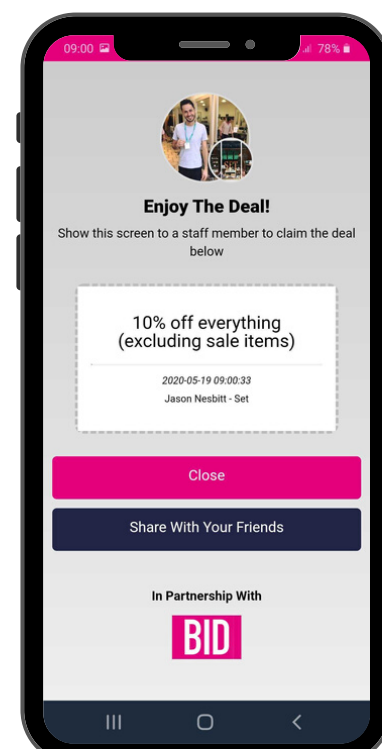 09:00 78%
Enjoy The Deal!
Show this screen to a staff member to claim the deal
below
10% off everything
(excluding sale items)
2020-05-19 09:00:33
Jason Nesbitt - Set
Close
Share With Your Friends
In Partnership With
BID